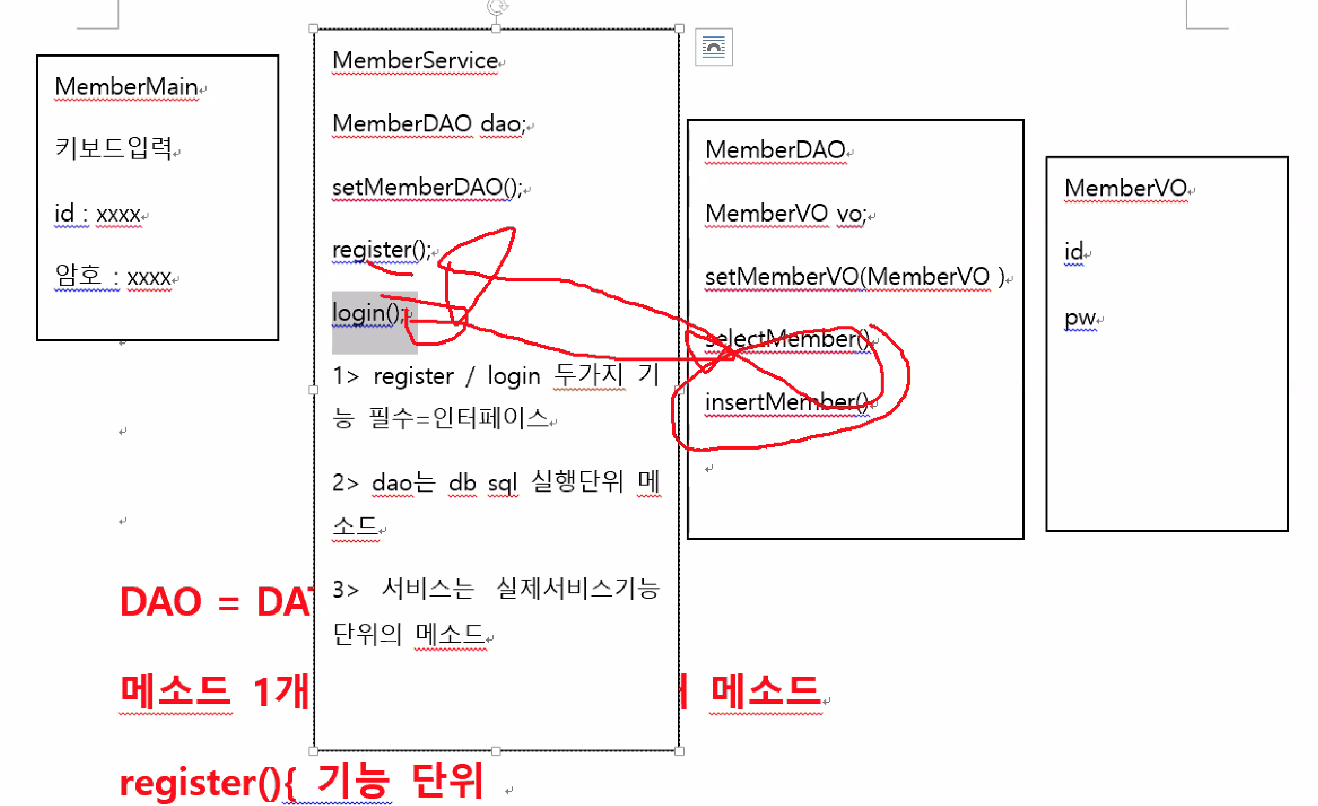 MemberMain
키보드입력
id : xxxx
암호 : xxxx
MemberService
MemberDAO dao;
setMemberDAO();
register();
login();
1> register / login 두가지 기
능 필수=인터페이스
2> dao는 db sql 실행단위 메
소드
3> 서비스는 실제서비스기능
단위의 메소드
MemberDAO
MemberVO vo;
setMemberVO(MemberVO )
selectMember()
insertMember()
MemberVO
id
pw
DAO = DA
메소드 1개 메소드
register(){ 기능 단위